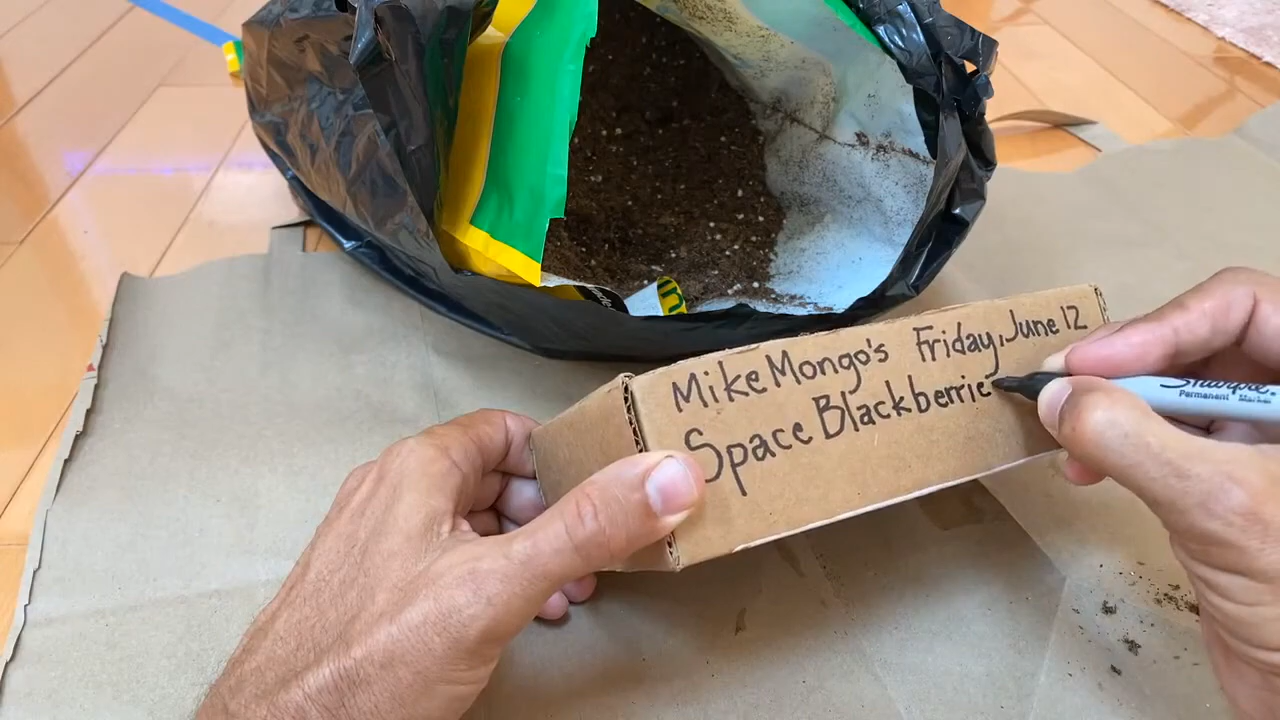 Mike Mongo's Friday, June 12
Space Blackberrie
Sharpie
Permanent Marker